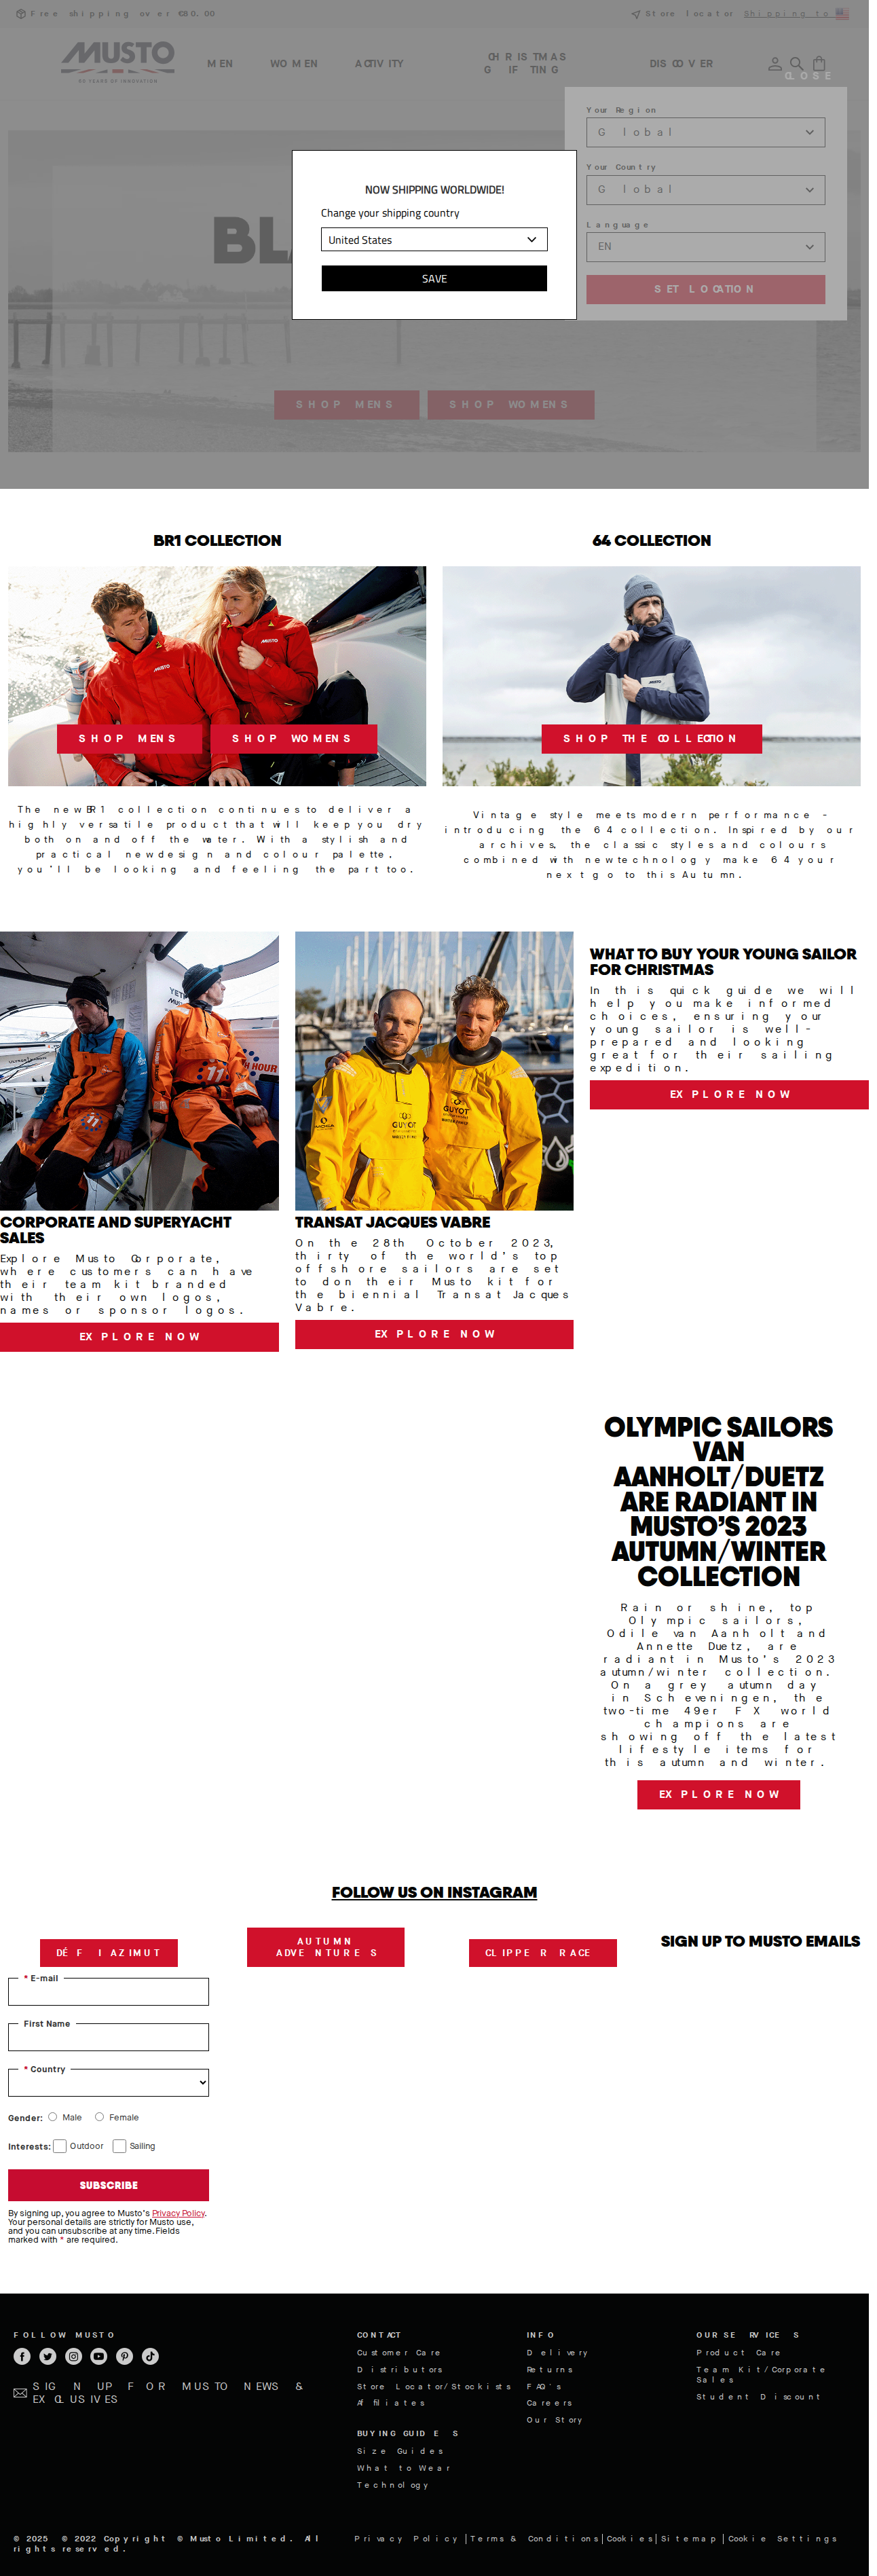 Free shipping over €80.00
Store locator
Shipping to
MUSTO
MEN
WOMEN
ACTIVITY
CHRISTMAS
GIFTING
DISCOVER
CLOSE
Your Region
Global
Your Country
Global
Language
EN
SET LOCATION
NOW SHIPPING WORLDWIDE!
Change your shipping country
United States
SAVE
SHOP MENS
SHOP WOMENS
BR1 COLLECTION
64 COLLECTION
MUSTO
MUSTO
MUSTO
SHOP MENS
SHOP WOMENS
SHOP THE COLLECTION
The new BR1 collection continues to deliver a
highly versatile product that will keep you dry
both on and off the water. With a stylish and
practical new design and colour palette,
you'll be looking and feeling the part too.
Vintage style meets modern performance -
introducing the 64 collection. Inspired by our
archives, the classic styles and colours
combined with new technology make 64 your
next go to this Autumn.
11
HOUR
GUYOT
GUYOT
CORPORATE AND SUPERYACHT
SALES
Explore Musto Corporate,
where customers can have
their team kit branded
with their own logos,
names or sponsor logos.
EXPLORE NOW
TRANSAT JACQUES VABRE
On the 28th October 2023,
thirty of the world's top
offshore sailors are set
to don their Musto kit for
the biennial Transat Jacques
Vabre.
EXPLORE NOW
WHAT TO BUY YOUR YOUNG SAILOR
FOR CHRISTMAS
In this quick guide we will
help you make informed
choices, ensuring your
young sailor is well-
prepared and looking
great for their sailing
expedition.
EXPLORE NOW
OLYMPIC SAILORS
VAN
AANHOLT/DUETZ
ARE RADIANT IN
MUSTO'S 2023
AUTUMN/WINTER
COLLECTION
Rain or shine, top
Olympic sailors,
Odile van Aanholt and
Annette Duetz, are
radiant in Musto's 2023
autumn/winter collection.
On a grey autumn day
in Scheveningen, the
two-time 49er FX world
champions are
showing off the latest
lifestyle items for
this autumn and winter.
EXPLORE NOW
FOLLOW US ON INSTAGRAM
DÉFI AZIMUT
AUTUMN
ADVENTURES
CLIPPER RACE
SIGN UP TO MUSTO EMAILS
* E-mail
First Name
* Country
Gender: Male Female
Interests: Outdoor Sailing
SUBSCRIBE
By signing up, you agree to Musto's Privacy Policy.
Your personal details are strictly for Musto use,
and you can unsubscribe at any time. Fields
marked with * are required.
FOLLOW MUSTO
SIGN UP FOR MUSTO NEWS &
EXCLUSIVES
CONTACT
Customer Care
Distributors
Store Locator/Stockists
Affiliates
BUYING GUIDES
Size Guides
What to Wear
Technology
INFO
Delivery
Returns
FAQ's
Careers
Our Story
OUR SERVICES
Product Care
Team Kit/Corporate
Sales
Student Discount
© 2025 © 2022 Copyright © Musto Limited. All
rights reserved.
Privacy Policy | Terms & Conditions | Cookies | Sitemap | Cookie Settings